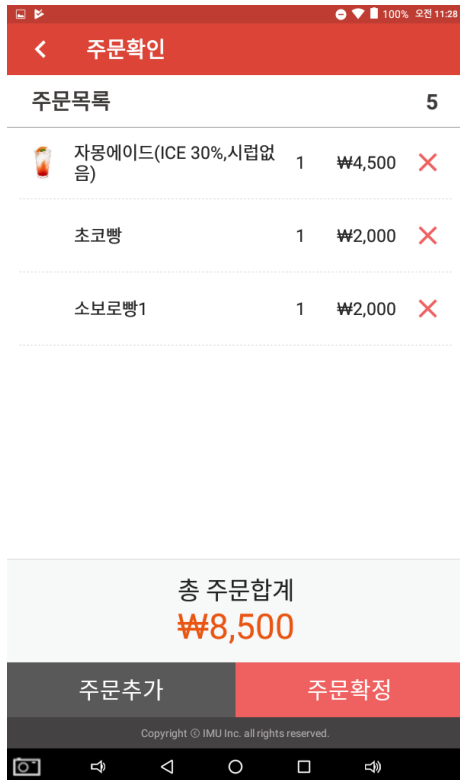 100% 오전 11:28
주문확인
주문목록 5
자몽에이드(ICE 30%,시럽없
음) 1 ₩4,500
초코빵 1 ₩2,000
소보로빵1 1 ₩2,000
총 주문합계
₩8,500
주문추가 주문확정
Copyright ⓒ IMU Inc. all rights reserved.